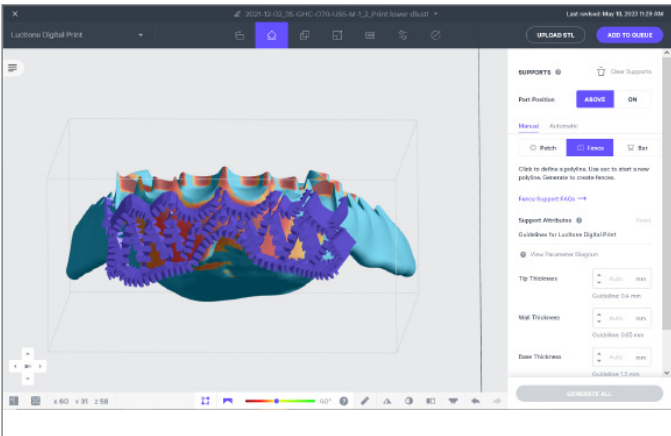 2021-12-02_3S-GHC-070-USS-M-1_2_Print lower d8.stl
Last revised: May 18, 2023 11:29 AM
Lucitone Digital Print
UPLOAD STL
ADD TO QUEUE
SUPPORTS
Clear Supports
Part Position
ABOVE
ON
Manual
Automatic
Patch
Fence
Bar
Click to define a polyline. Use esc to start a new
polyline. Generate to create fences.
Fence Support FAQs →
Support Attributes
Reset
Guidelines for Lucitone Digital Print
View Parameter Diagram
Tip Thickness
Auto mm
Guideline: 0.4 mm
Wall Thickness
Auto mm
Guideline: 0.65 mm
Base Thickness
Auto mm
Guideline: 1.5 mm
GENERATE ALL
x 60 y 31 z 58
40°